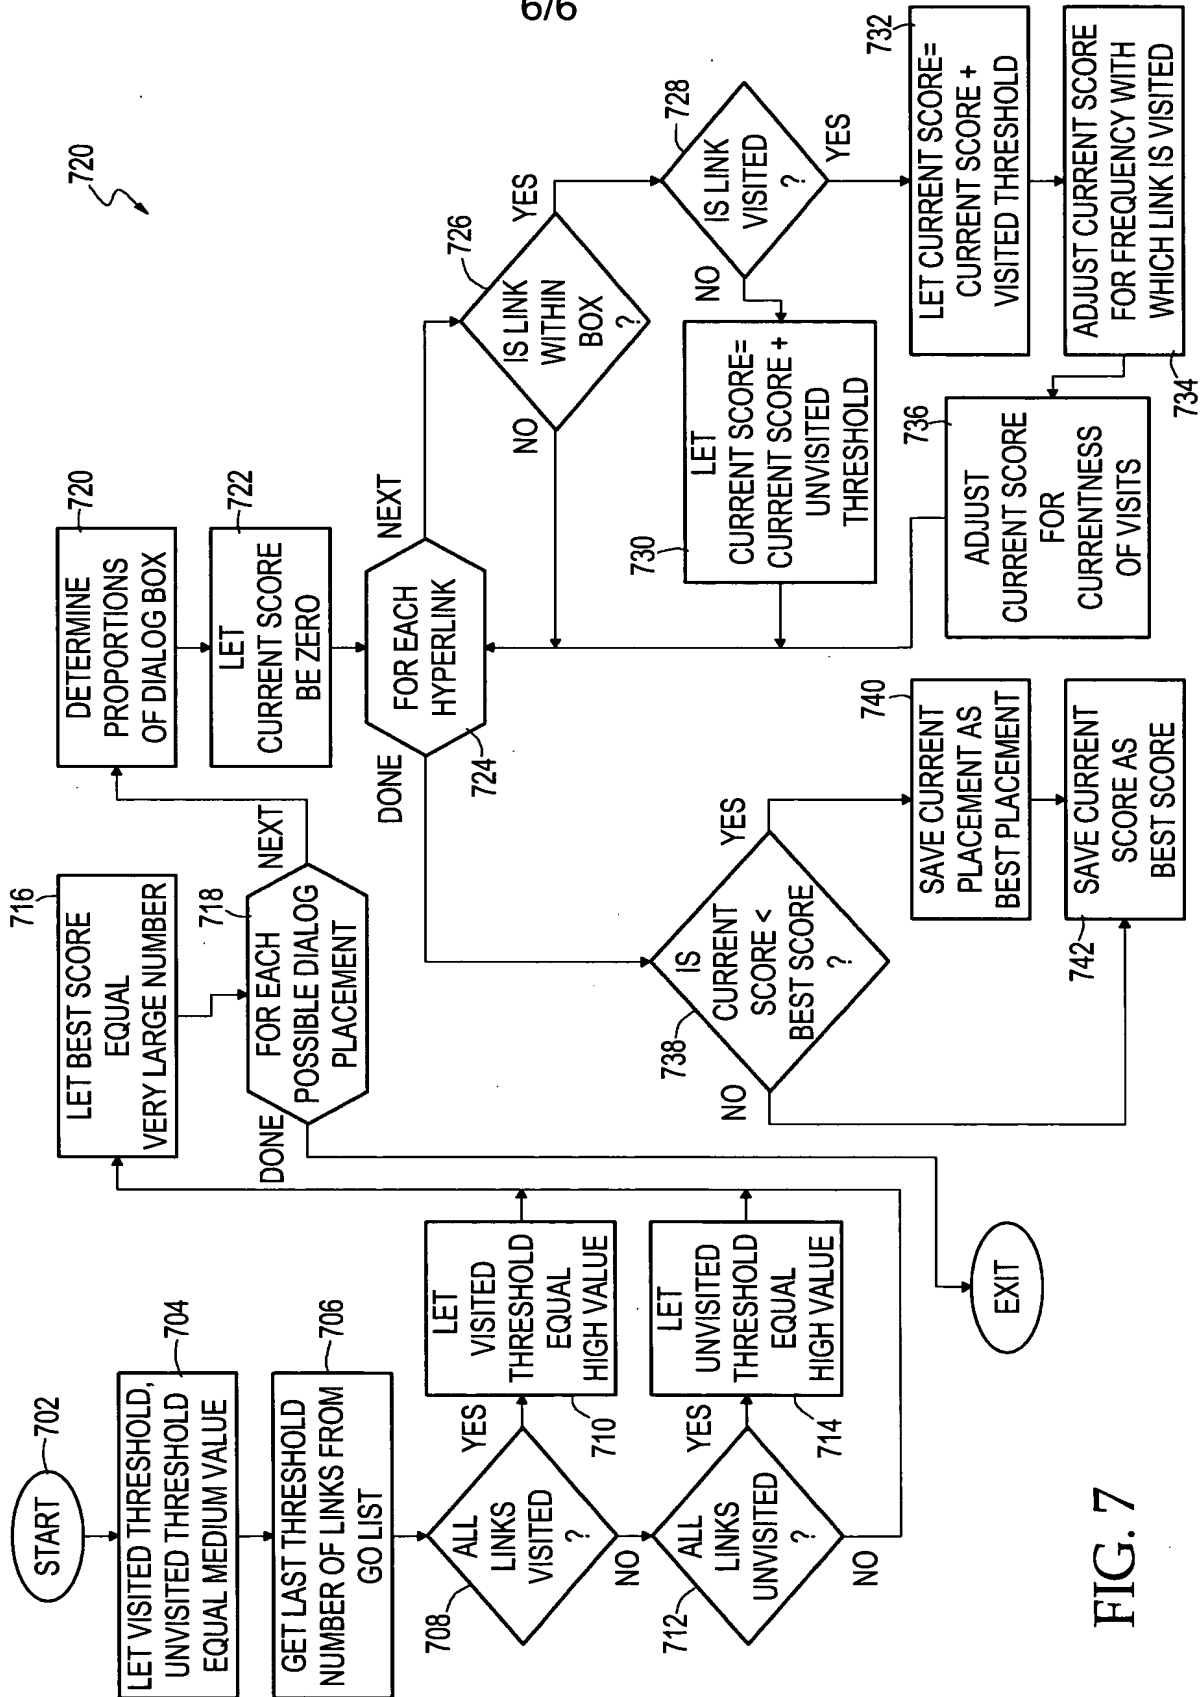 6/6
720
START
702
LET VISITED THRESHOLD,
UNVISITED THRESHOLD
EQUAL MEDIUM VALUE
704
GET LAST THRESHOLD
NUMBER OF LINKS FROM
GO LIST
706
ALL
LINKS
VISITED
?
708
YES
NO
LET
VISITED
THRESHOLD
EQUAL
HIGH VALUE
710
ALL
LINKS
UNVISITED
?
712
YES
NO
LET
UNVISITED
THRESHOLD
EQUAL
HIGH VALUE
714
LET BEST SCORE
EQUAL
VERY LARGE NUMBER
716
FOR EACH
POSSIBLE DIALOG
PLACEMENT
718
DONE
NEXT
EXIT
DETERMINE
PROPORTIONS
OF DIALOG BOX
720
LET
CURRENT SCORE
BE ZERO
722
FOR EACH
HYPERLINK
724
DONE
NEXT
IS LINK
WITHIN
BOX
?
726
NO
YES
IS LINK
VISITED
?
728
NO
YES
LET
CURRENT SCORE=
CURRENT SCORE +
UNVISITED
THRESHOLD
730
LET CURRENT SCORE=
CURRENT SCORE +
VISITED THRESHOLD
732
ADJUST CURRENT SCORE
FOR FREQUENCY WITH
WHICH LINK IS VISITED
734
ADJUST
CURRENT SCORE
FOR
CURRENTNESS
OF VISITS
736
IS
CURRENT
SCORE <
BEST SCORE
?
738
NO
YES
SAVE CURRENT
PLACEMENT AS
BEST PLACEMENT
740
SAVE CURRENT
SCORE AS
BEST SCORE
742
FIG. 7